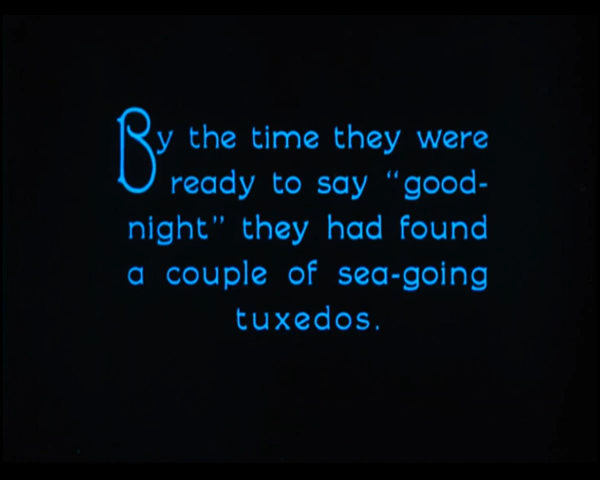 By the time they were
ready to say "good-
night" they had found
a couple of sea-going
tuxedos.